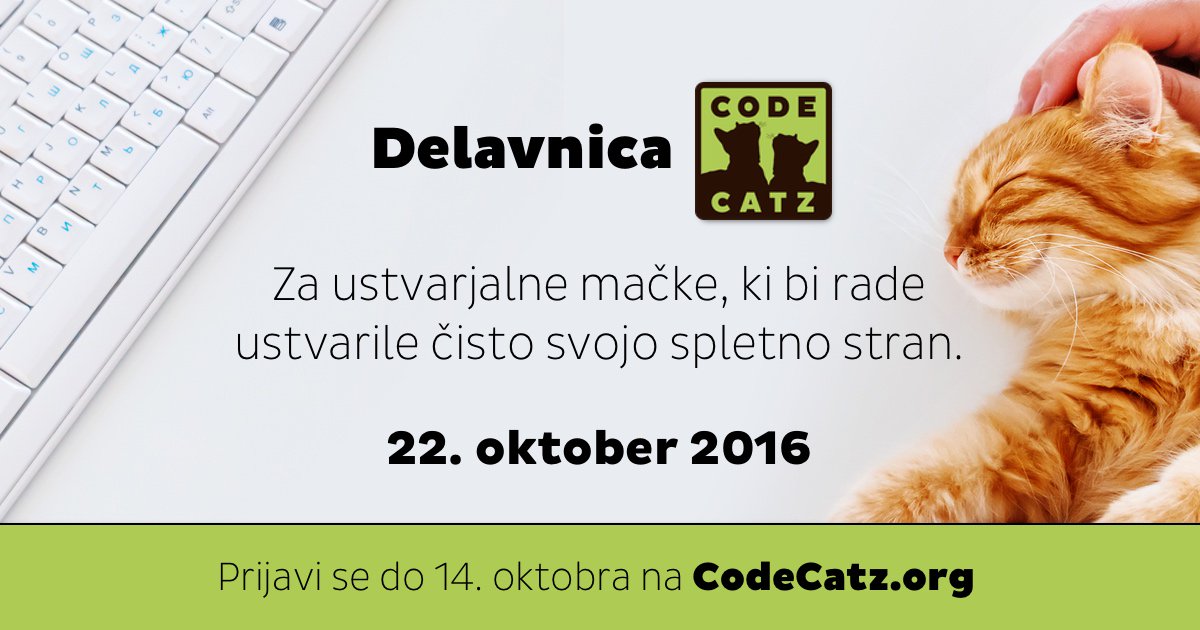 Delavnica
CODE
CATZ
Za ustvarjalne mačke, ki bi rade
ustvarile čisto svojo spletno stran.
22. oktober 2016
Prijavi se do 14. oktobra na CodeCatz.org